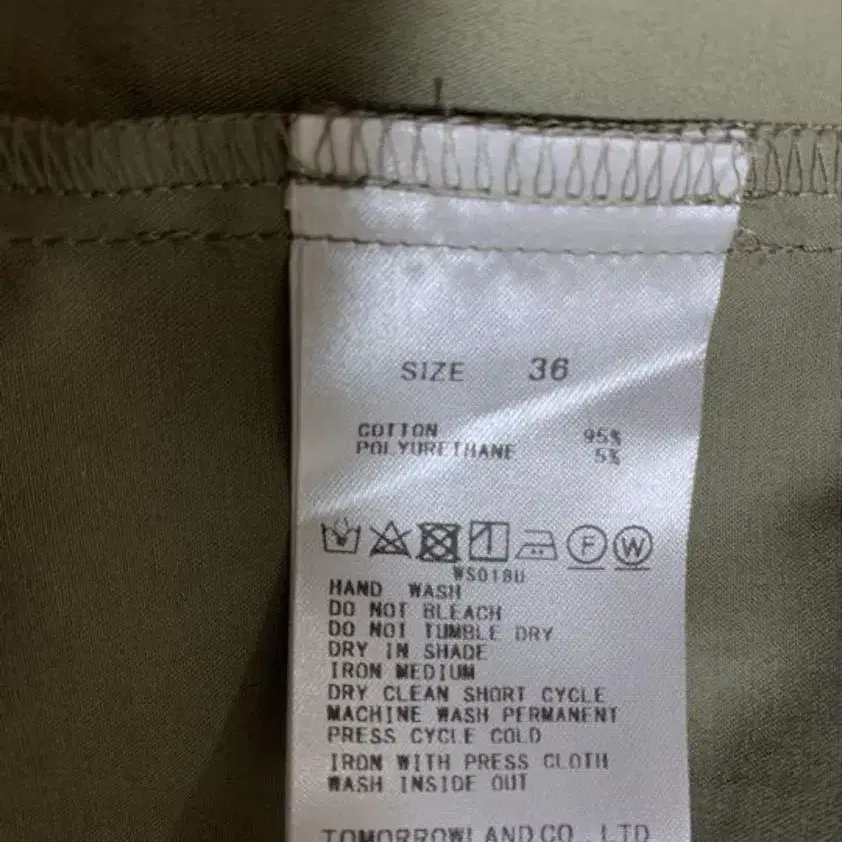 SIZE 36
COTTON 95%
POLYURETHANE 5%
F W
WS018U
HAND WASH
DO NOT BLEACH
DO NOT TUMBLE DRY
DRY IN SHADE
IRON MEDIUM
DRY CLEAN SHORT CYCLE
MACHINE WASH PERMANENT
PRESS CYCLE COLD
IRON WITH PRESS CLOTH
WASH INSIDE OUT
TOMORROWLAND CO., LTD